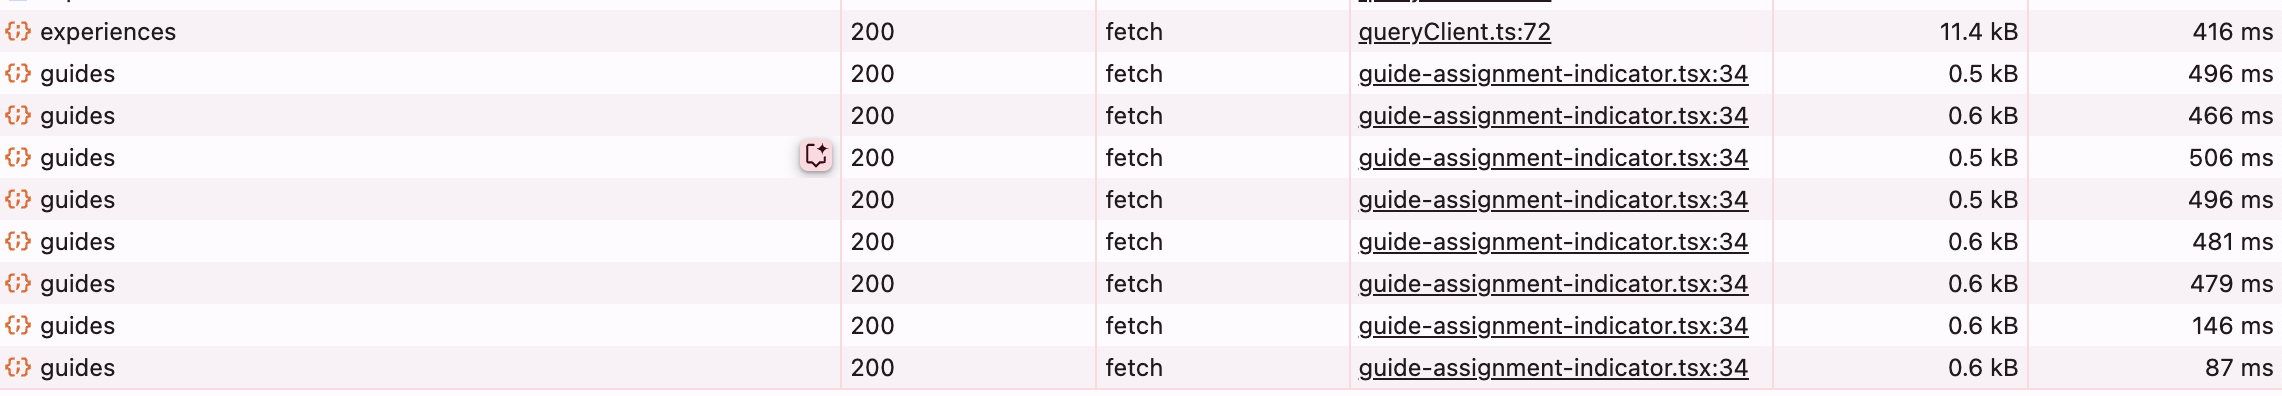 experiences 200 fetch queryClient.ts:72 11.4 kB 416 ms
guides 200 fetch guide-assignment-indicator.tsx:34 0.5 kB 496 ms
guides 200 fetch guide-assignment-indicator.tsx:34 0.6 kB 466 ms
guides 200 fetch guide-assignment-indicator.tsx:34 0.5 kB 506 ms
guides 200 fetch guide-assignment-indicator.tsx:34 0.5 kB 496 ms
guides 200 fetch guide-assignment-indicator.tsx:34 0.6 kB 481 ms
guides 200 fetch guide-assignment-indicator.tsx:34 0.6 kB 479 ms
guides 200 fetch guide-assignment-indicator.tsx:34 0.6 kB 146 ms
guides 200 fetch guide-assignment-indicator.tsx:34 0.6 kB 87 ms